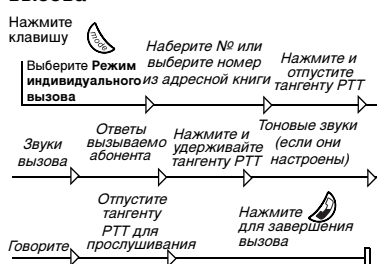 Нажмите
клавишу
mode
Выберите Режим
индивидуального
вызова
Наберите № или
выберите номер
из адресной книги
Нажмите и
отпустите
тангенту PTT
Звуки
вызова
Ответы
вызываемо
абонента
Нажмите и
удерживайте
тангенту PTT
Тоновые звуки
(если они
настроены)
Говорите
Отпустите
тангенту
PTT для
прослушивания
Нажмите
для завершения
вызова